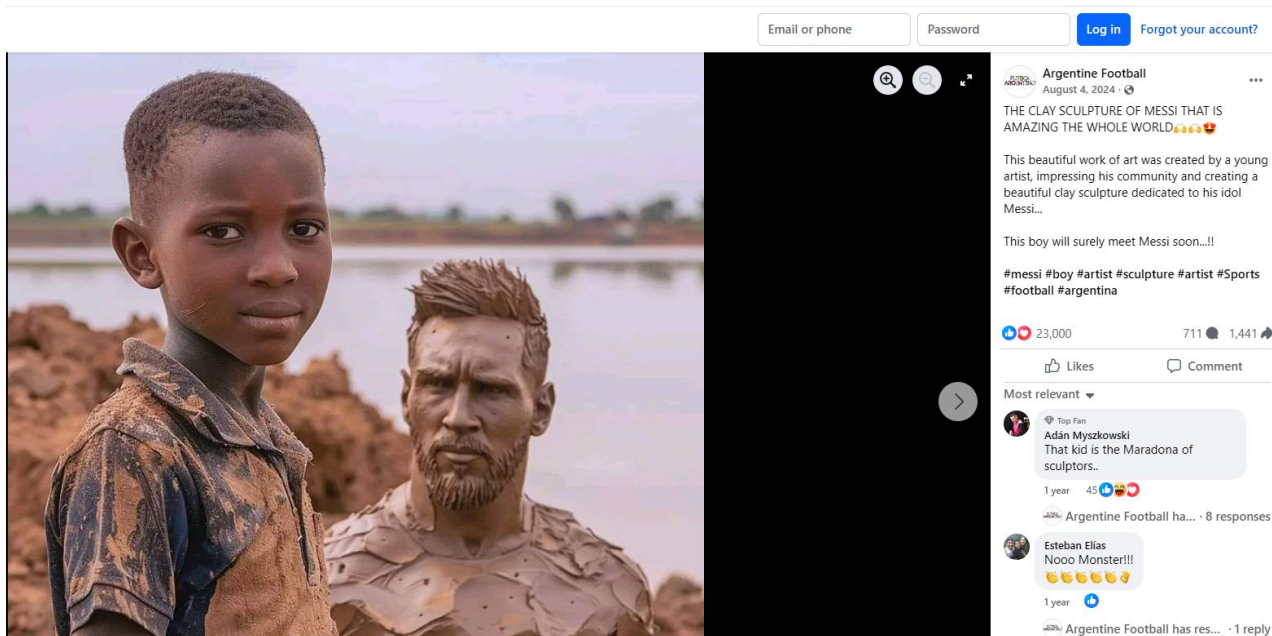 Email or phone
Password
Log in
Forgot your account?
Argentine Football
August 4, 2024 ·
THE CLAY SCULPTURE OF MESSI THAT IS
AMAZING THE WHOLE WORLD🙌🙌😍
This beautiful work of art was created by a young
artist, impressing his community and creating a
beautiful clay sculpture dedicated to his idol
Messi...
This boy will surely meet Messi soon...!!
#messi #boy #artist #sculpture #artist #Sports
#football #argentina
23,000
711
1,441
Likes
Comment
Most relevant
Top Fan
Adán Myszkowski
That kid is the Maradona of
sculptors..
1 year
45
Argentine Football ha... · 8 responses
Esteban Elías
Nooo Monster!!!
👏👏👏👏👏👌
1 year
Argentine Football has res... · 1 reply